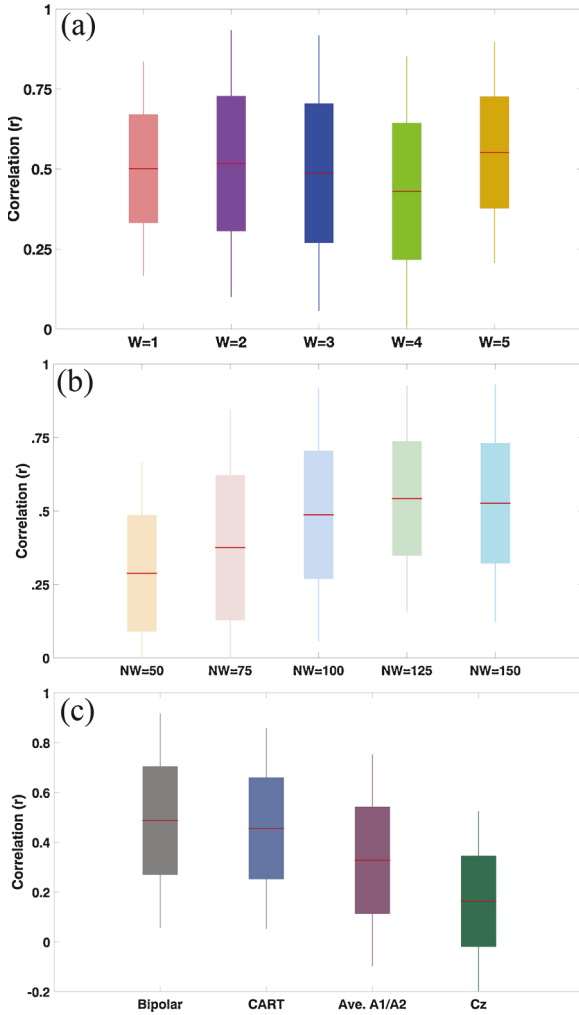 (a)
1
0.75
0.5
0.25
0
Correlation (r)
W=1 W=2 W=3 W=4 W=5
(b)
1
.75
.5
.25
0
Correlation (r)
NW=50 NW=75 NW=100 NW=125 NW=150
(c)
1
0.8
0.6
0.4
0.2
0
-0.2
Correlation (r)
Bipolar CART Ave. A1/A2 Cz